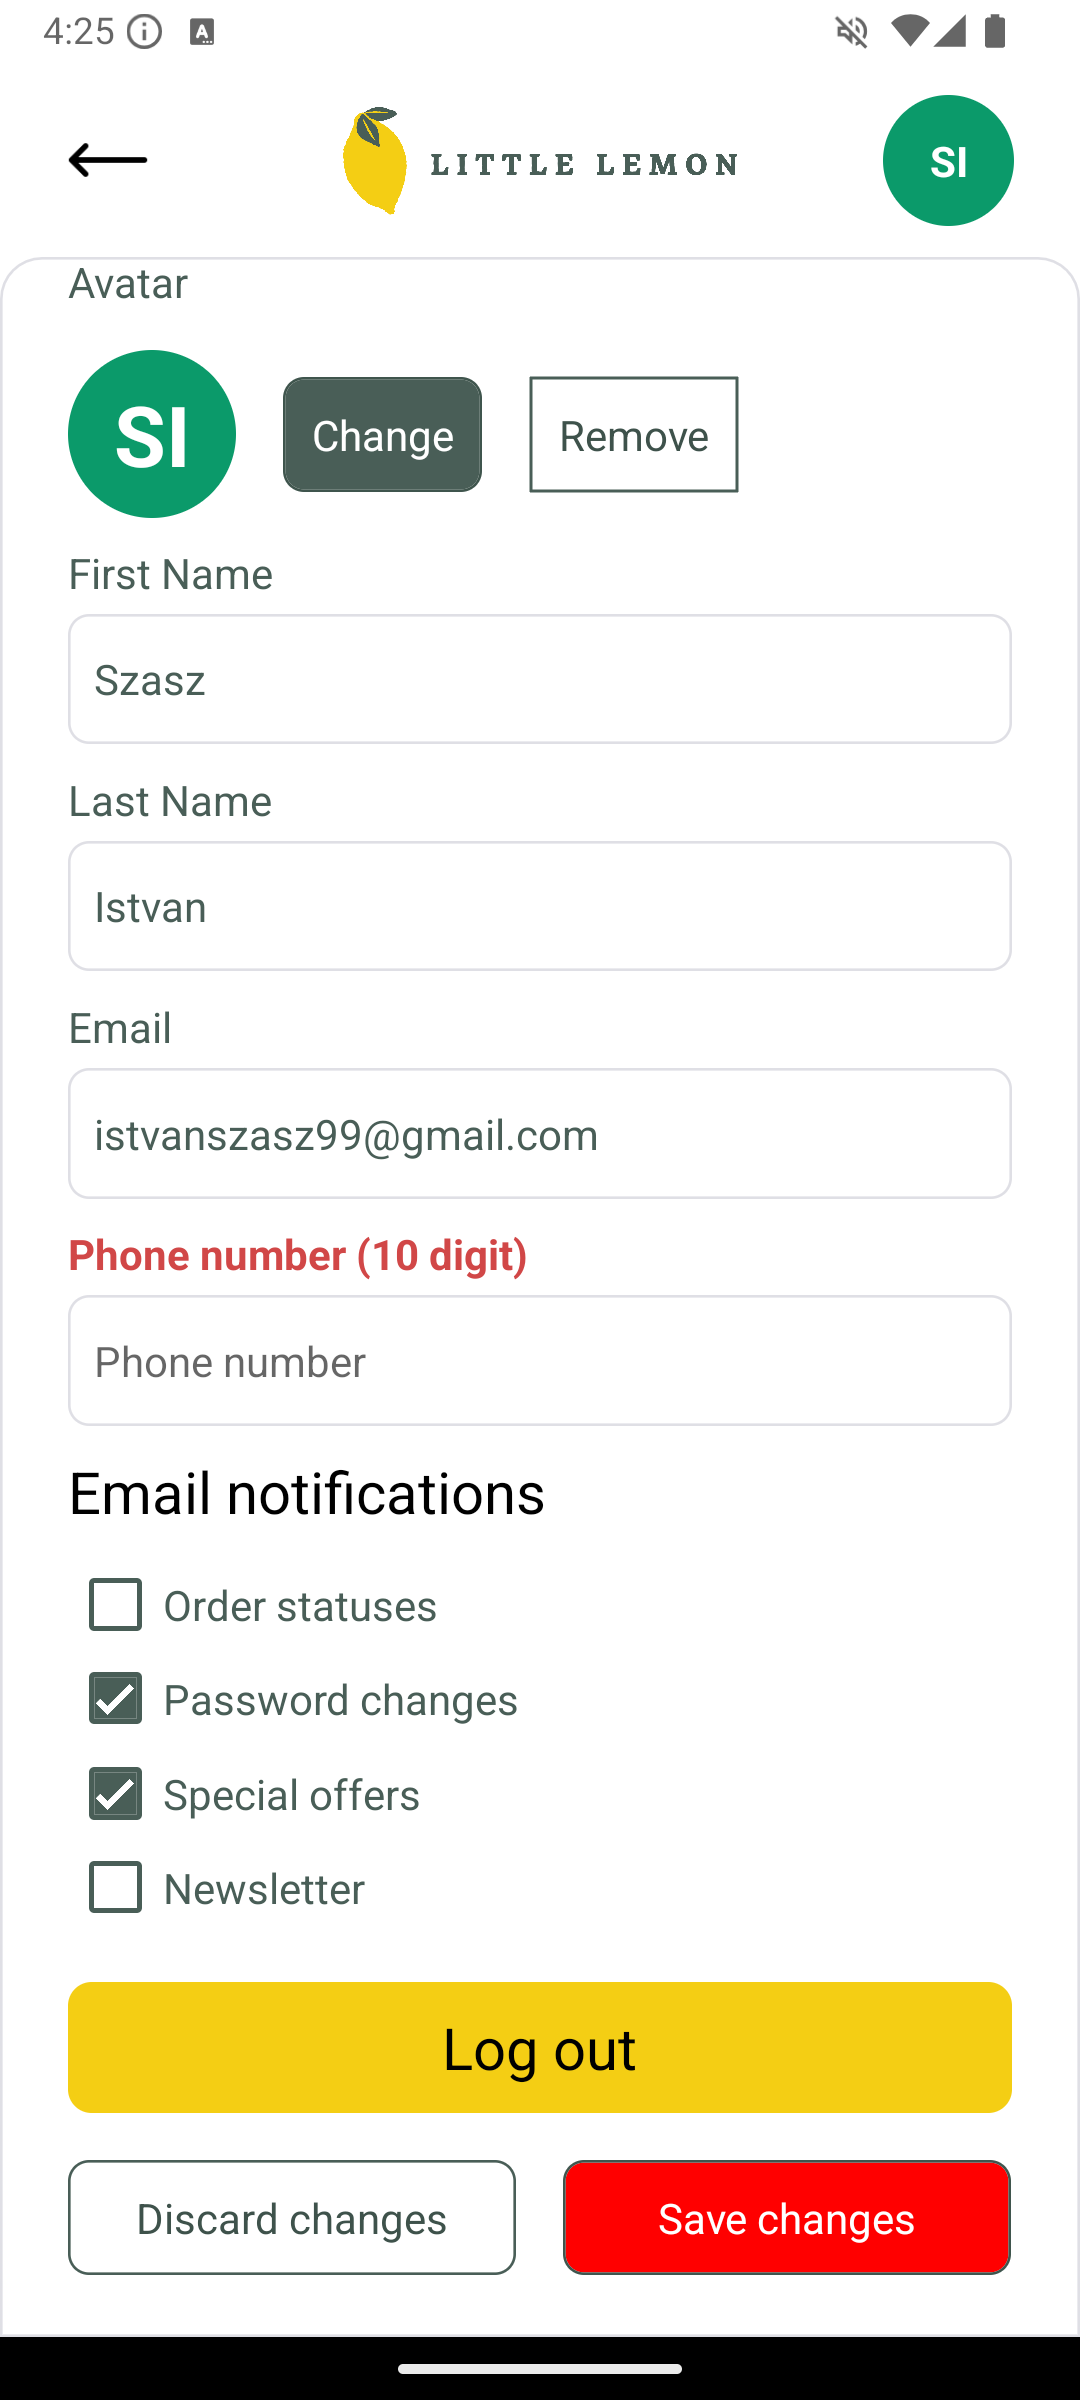 4:25
LITTLE LEMON
SI
Avatar
SI
Change
Remove
First Name
Szasz
Last Name
Istvan
Email
istvanszasz99@gmail.com
Phone number (10 digit)
Phone number
Email notifications
Order statuses
Password changes
Special offers
Newsletter
Log out
Discard changes
Save changes